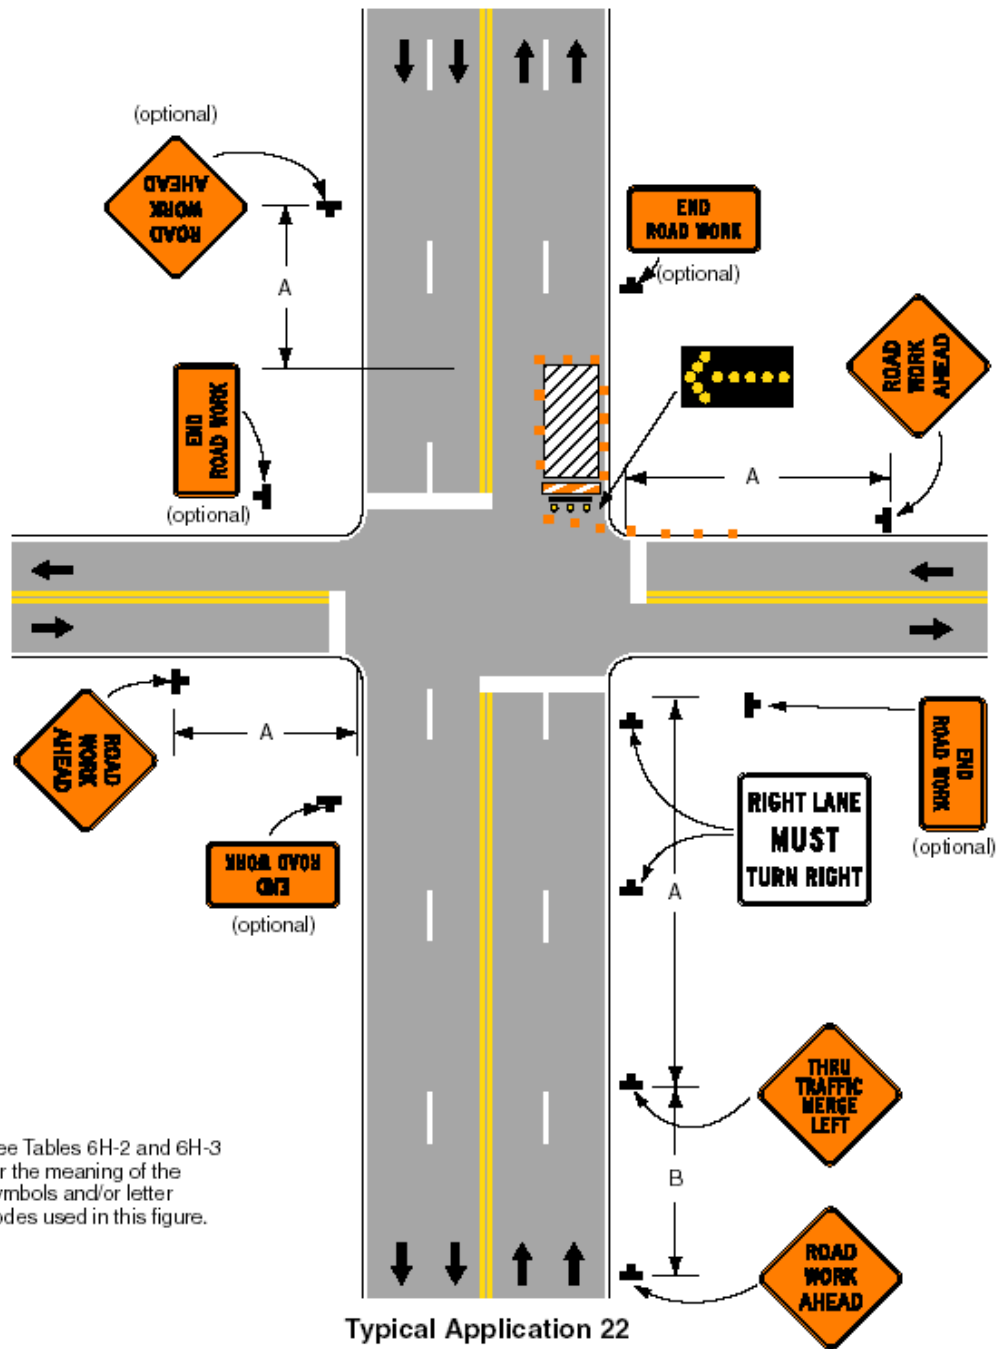 (optional)
ROAD
WORK
AHEAD
A
END
ROAD WORK
(optional)
END
ROAD WORK
(optional)
ROAD
WORK
AHEAD
A
ROAD
WORK
AHEAD
A
END
ROAD WORK
(optional)
END
ROAD WORK
(optional)
RIGHT LANE
MUST
TURN RIGHT
A
THRU
TRAFFIC
MERGE
LEFT
B
ROAD
WORK
AHEAD
ee Tables 6H-2 and 6H-3
r the meaning of the
ymbols and/or letter
odes used in this figure.
Typical Application 22